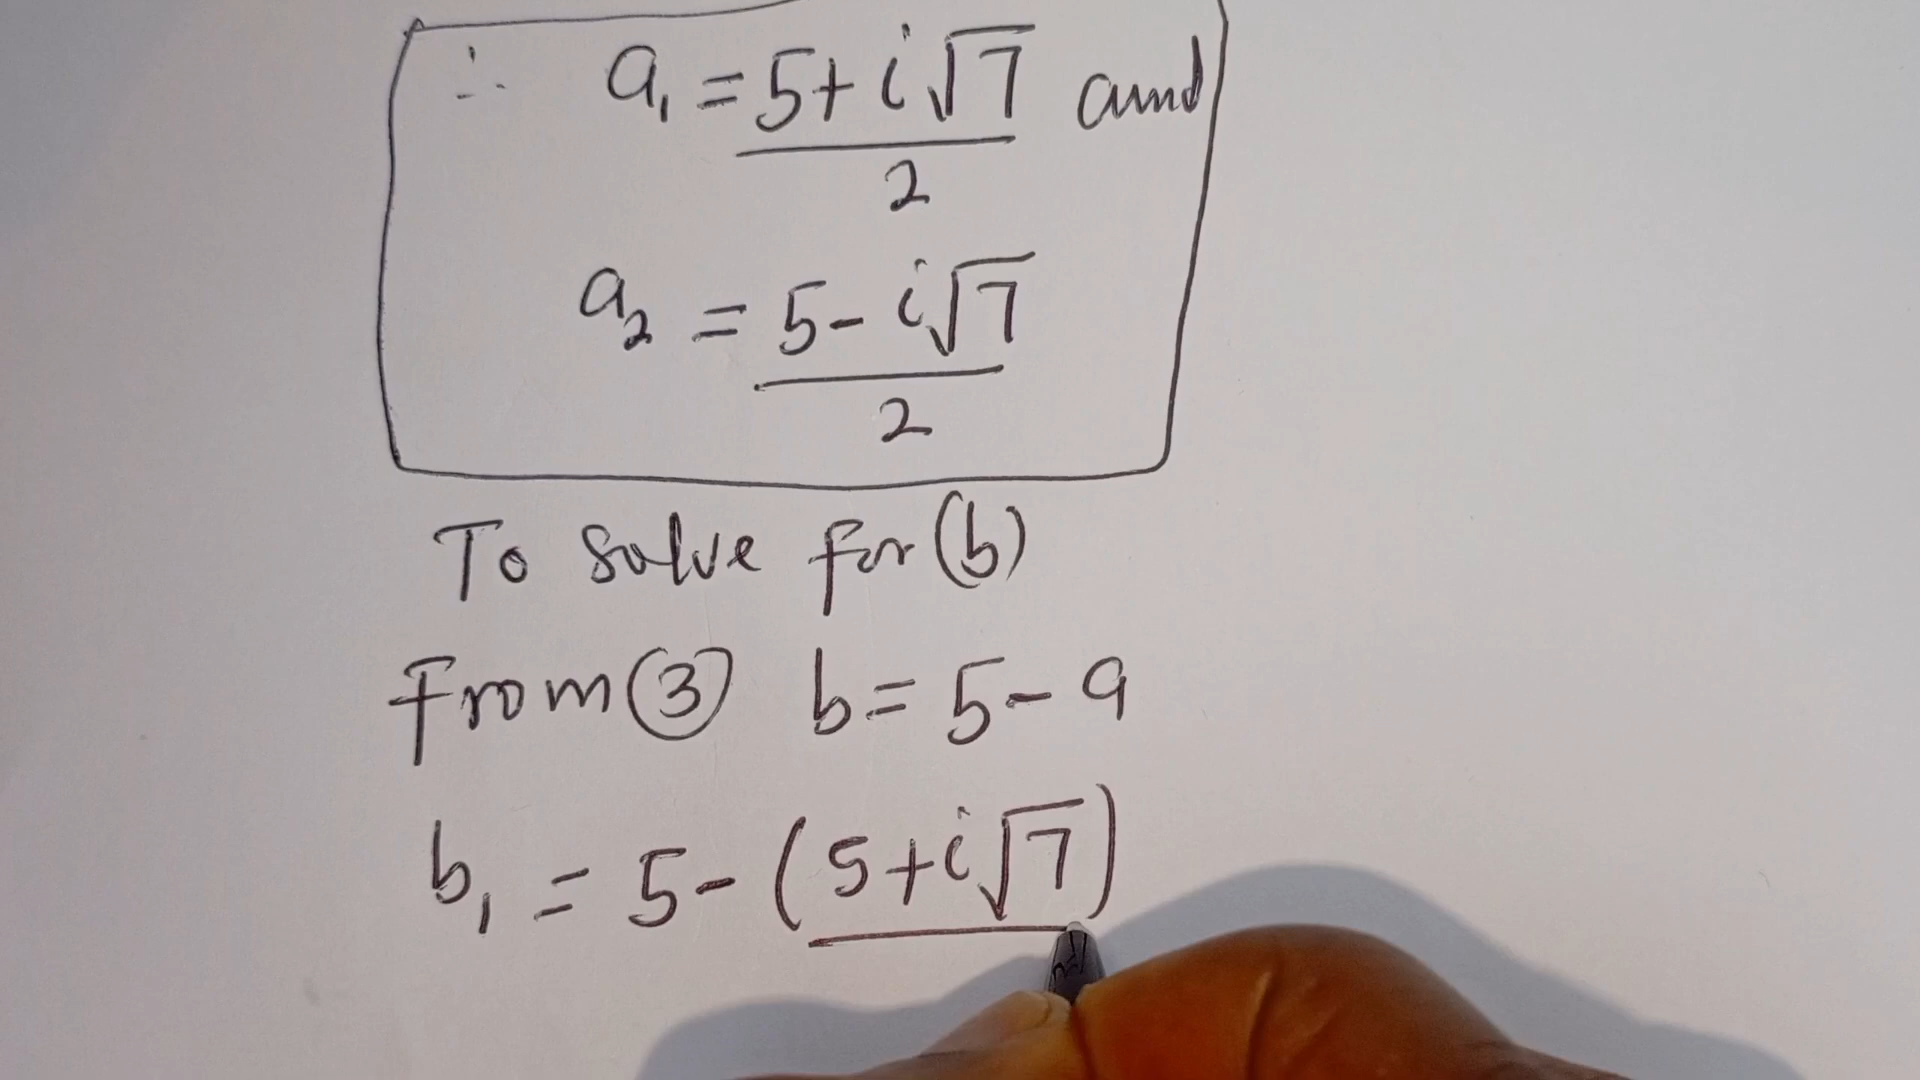 ∴ a₁ = (5 + i√7)/2 and
a₂ = (5 - i√7)/2
To solve for (b)
from ③ b = 5 - a
b₁ = 5 - (5 + i√7)